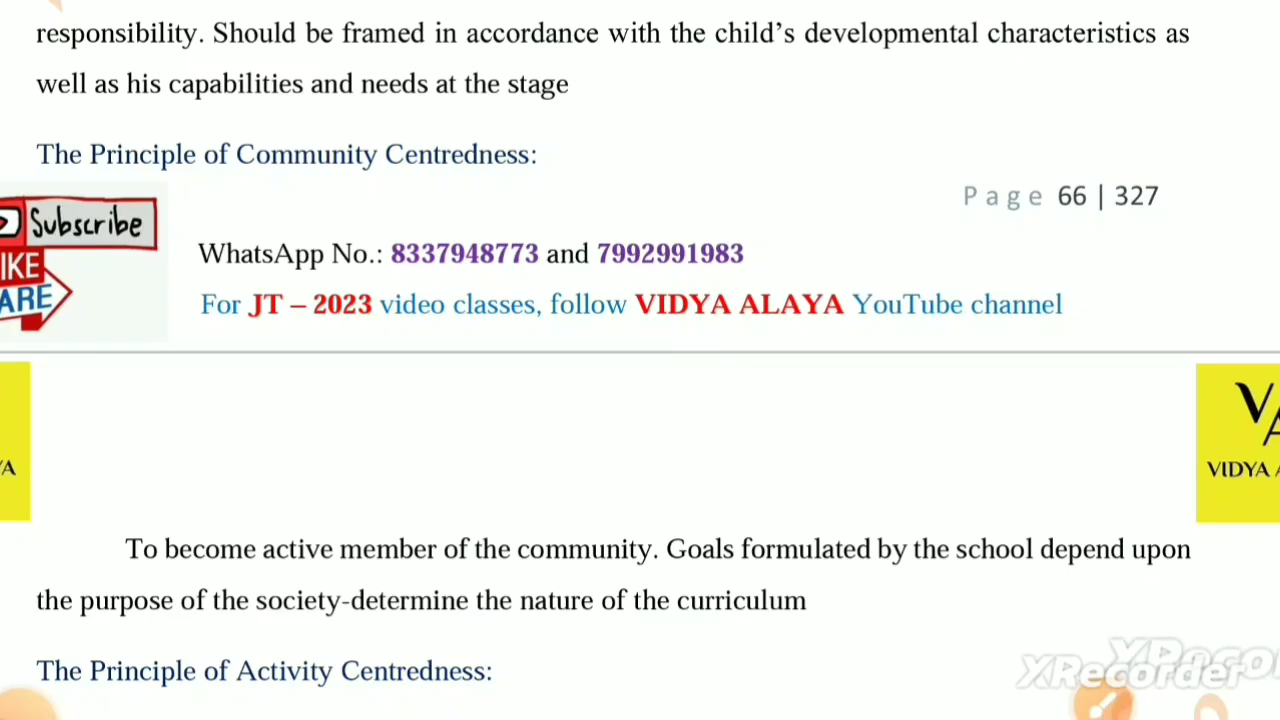 responsibility. Should be framed in accordance with the child’s developmental characteristics as
well as his capabilities and needs at the stage
The Principle of Community Centredness:
Page 66 | 327
Subscribe
IKE
ARE
WhatsApp No.: 8337948773 and 7992991983
For JT – 2023 video classes, follow VIDYA ALAYA YouTube channel
YA
VA
VIDYA A
To become active member of the community. Goals formulated by the school depend upon
the purpose of the society-determine the nature of the curriculum
The Principle of Activity Centredness:
XRecorder